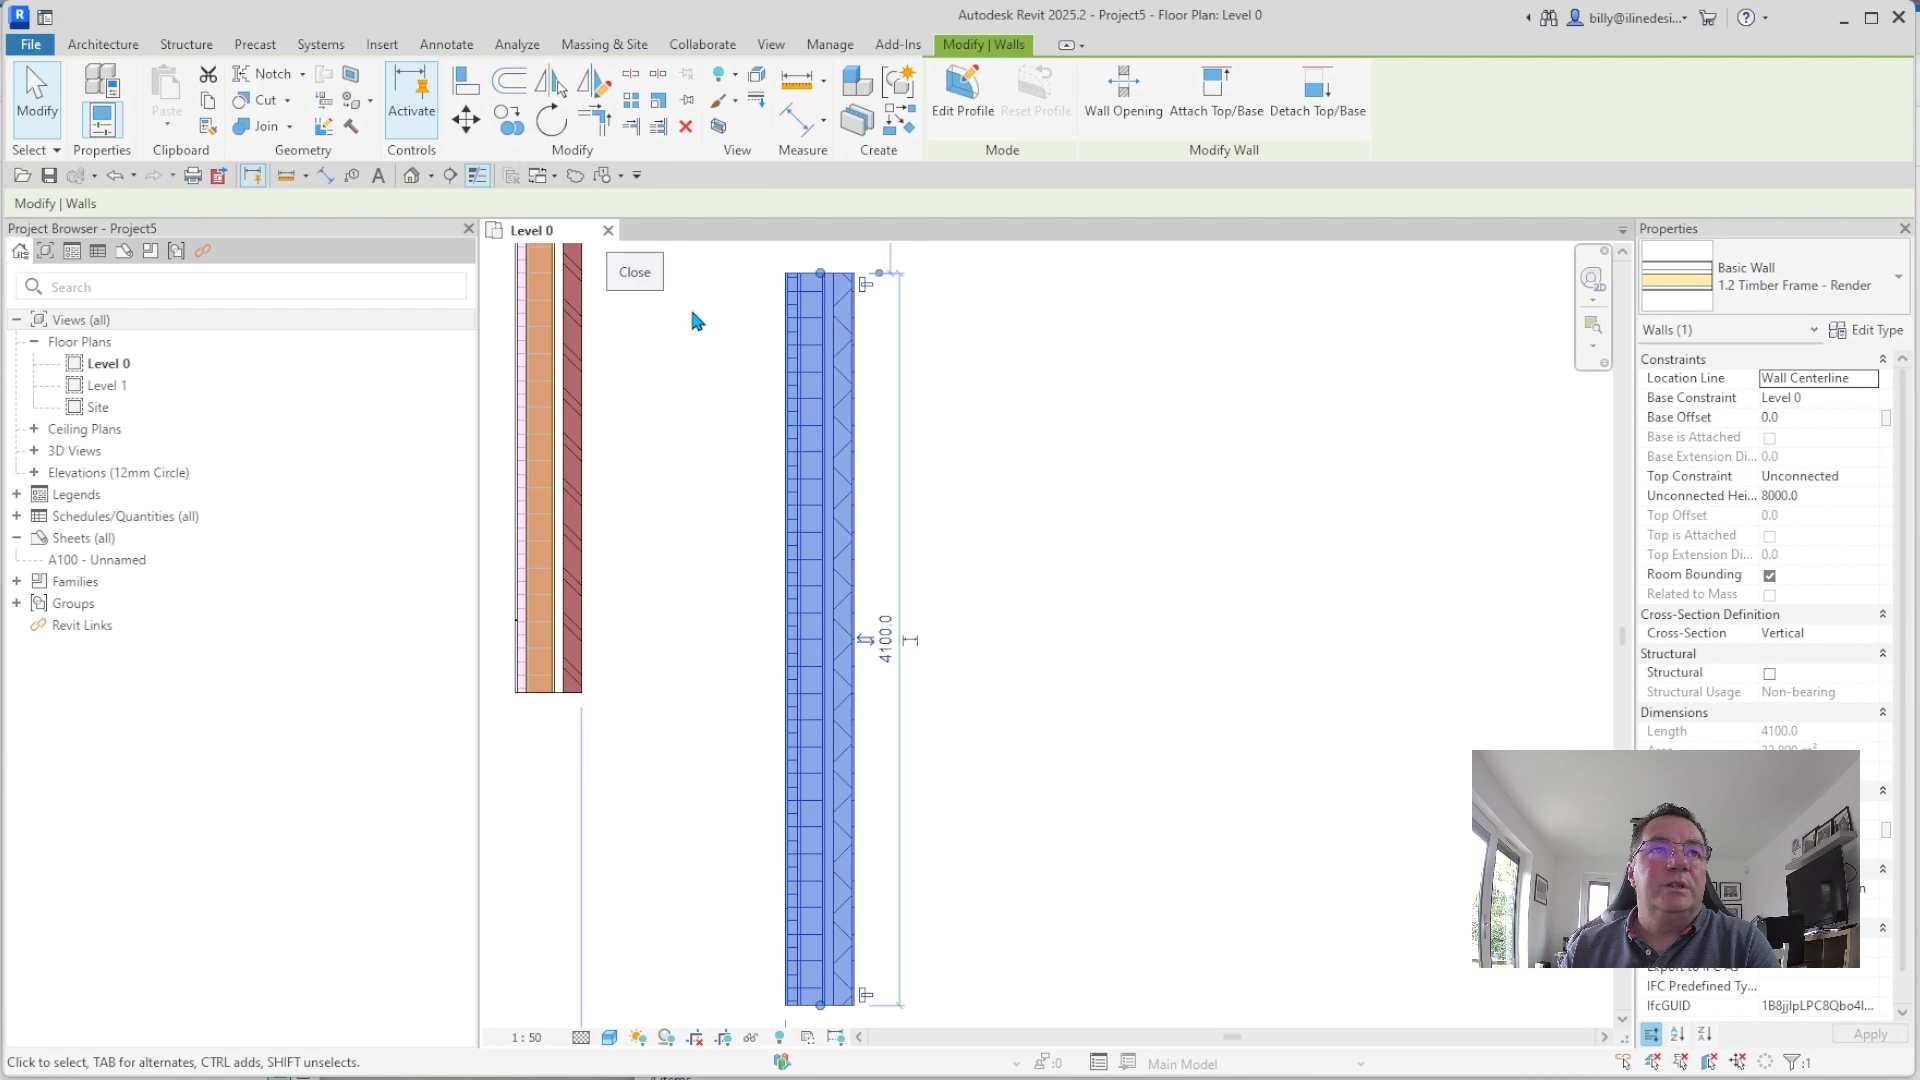 Autodesk Revit 2025.2 - Project5 - Floor Plan: Level 0
billy@ilinedesi...
File Architecture Structure Precast Systems Insert Annotate Analyze Massing & Site Collaborate View Manage Add-Ins Modify | Walls
Notch
Cut
Join
Modify
Paste
Activate
Edit Profile Reset Profile Wall Opening Attach Top/Base Detach Top/Base
Select Properties Clipboard Geometry Controls Modify View Measure Create Mode Modify Wall
Modify | Walls
Project Browser - Project5
Search
Views (all)
Floor Plans
Level 0
Level 1
Site
Ceiling Plans
3D Views
Elevations (12mm Circle)
Legends
Schedules/Quantities (all)
Sheets (all)
A100 - Unnamed
Families
Groups
Revit Links
Level 0
Close
4100.0
2D
Properties
Basic Wall
1.2 Timber Frame - Render
Walls (1) Edit Type
Constraints
Location Line Wall Centerline
Base Constraint Level 0
Base Offset 0.0
Base is Attached
Base Extension Di... 0.0
Top Constraint Unconnected
Unconnected Hei... 8000.0
Top Offset 0.0
Top is Attached
Top Extension Di... 0.0
Room Bounding
Related to Mass
Cross-Section Definition
Cross-Section Vertical
Structural
Structural
Structural Usage Non-bearing
Dimensions
Length 4100.0
Export to IFC As
IFC Predefined Ty...
IfcGUID 1B8jjIpLPC8Qbo4I...
Apply
1 : 50
Click to select, TAB for alternates, CTRL adds, SHIFT unselects.
:0
Main Model
:1